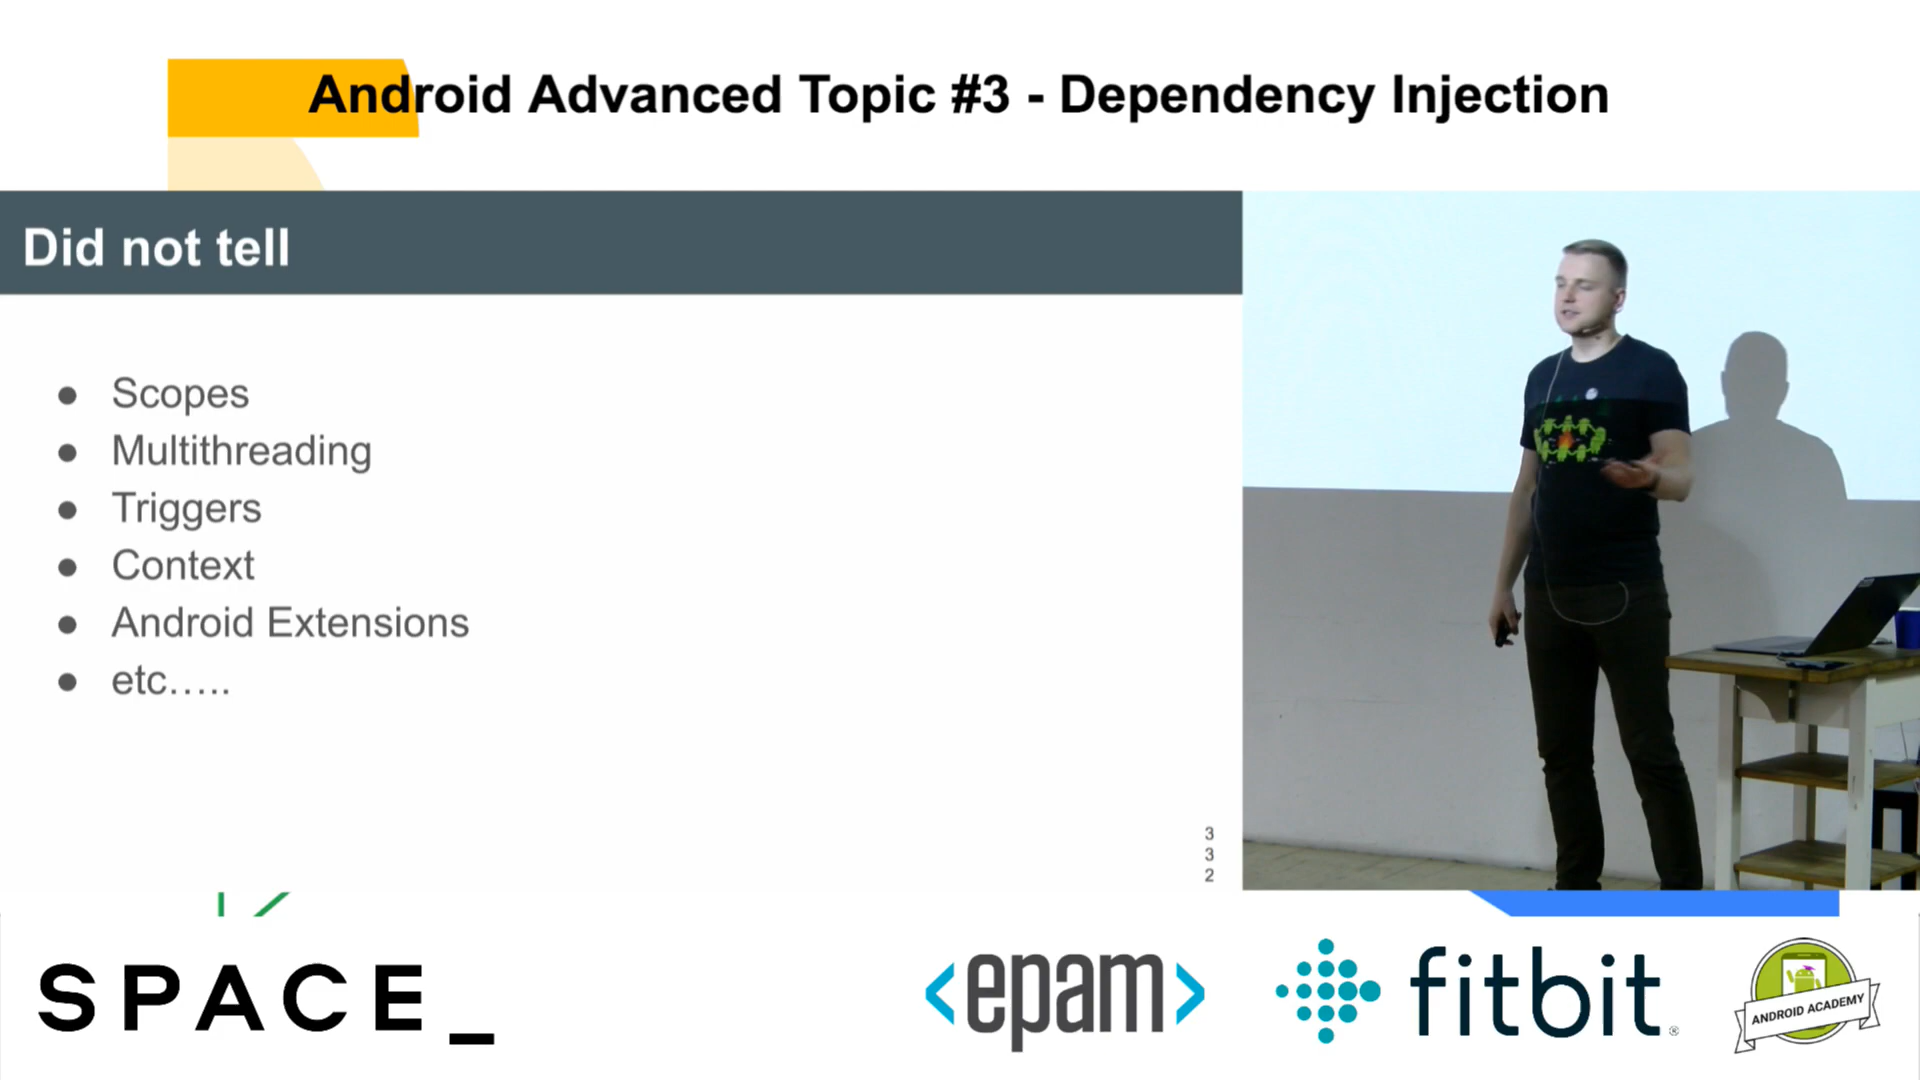 Android Advanced Topic #3 - Dependency Injection
Did not tell
● Scopes
● Multithreading
● Triggers
● Context
● Android Extensions
● etc…..
3
3
2
SPACE_
<epam>
fitbit®
ANDROID ACADEMY